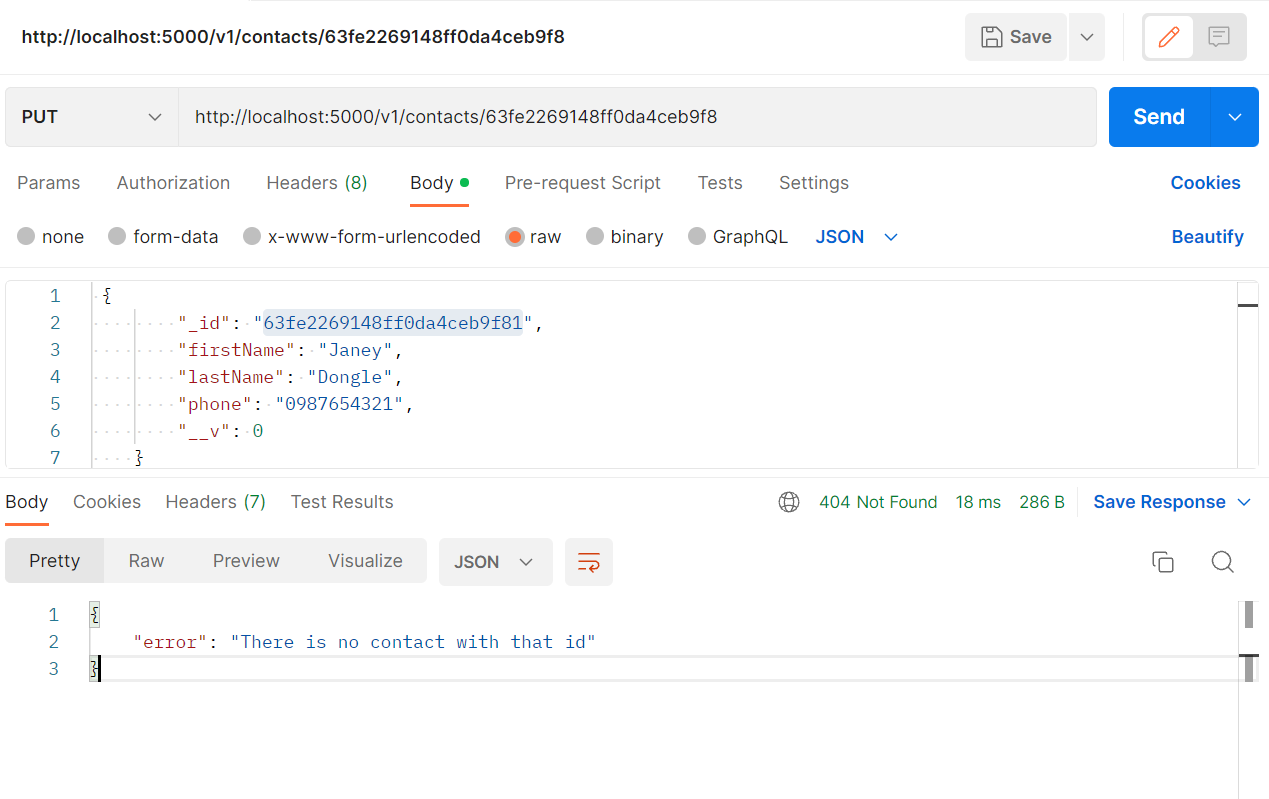 http://localhost:5000/v1/contacts/63fe2269148ff0da4ceb9f8
Save
PUT
http://localhost:5000/v1/contacts/63fe2269148ff0da4ceb9f8
Send
Params Authorization Headers (8) Body Pre-request Script Tests Settings Cookies
none form-data x-www-form-urlencoded raw binary GraphQL JSON Beautify
1 {
2 "_id": "63fe2269148ff0da4ceb9f81",
3 "firstName": "Janey",
4 "lastName": "Dongle",
5 "phone": "0987654321",
6 "__v": 0
7 }
Body Cookies Headers (7) Test Results 404 Not Found 18 ms 286 B Save Response
Pretty Raw Preview Visualize JSON
1 {
2 "error": "There is no contact with that id"
3 }